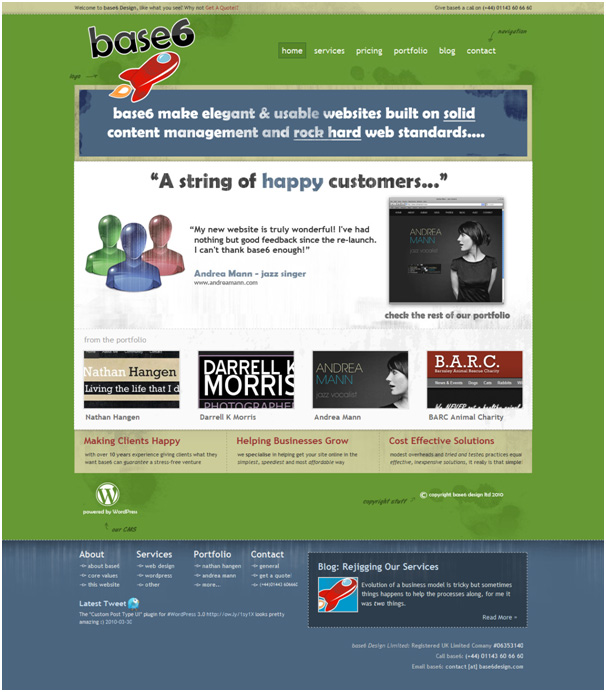 Welcome to base6 Design, like what you see? Why not Get A Quote!?
Give base6 a call on (+44) 01143 60 66 60
base6
navigation
home services pricing portfolio blog contact
logo
base6 make elegant & usable websites built on solid
content management and rock hard web standards....
“A string of happy customers...”
“My new website is truly wonderful! I've had
nothing but good feedback since the re-launch.
I can't thank base6 enough!”
Andrea Mann - jazz singer
www.andreamann.com
ANDREA
MANN
jazz vocalist
check the rest of our portfolio
from the portfolio
Nathan Hangen
Living the life that I d
DARRELL K
MORRIS
PHOTOGRAPHER
ANDREA
MANN
jazz vocalist
B.A.R.C.
Barnsley Animal Rescue Charity
News & Events Dogs Cats Rabbits
Nathan Hangen
Darrell K Morris
Andrea Mann
BARC Animal Charity
Making Clients Happy
with over 10 years experience giving clients what they
want base6 can guarantee a stress-free venture
Helping Businesses Grow
we specialise in helping get your site online in the
simplest, speediest and most affordable way
Cost Effective Solutions
modest overheads and tried and testes practices equal
effective, inexpensive solutions, it really is that simple!
powered by WordPress
our CMS
copyright stuff
© copyright base6 design ltd 2010
About
about base6
core values
this website
Services
web design
wordpress
other
Portfolio
nathan hangen
andrea mann
more...
Contact
general
get a quote!
(+44)01143 606660
Latest Tweet
The "Custom Post Type UI" plugin for #WordPress 3.0 http://ow.ly/1sy1X looks pretty
amazing :) 2010-03-30
Blog: Rejigging Our Services
Evolution of a business model is tricky but sometimes
things happens to help the processes along, for me it
was two things.
Read More »
base6 Design Limited: Registered UK Limited Comany #06353140
Call base6: (+44) 01143 60 66 60
Email base6: contact [at] base6design.com